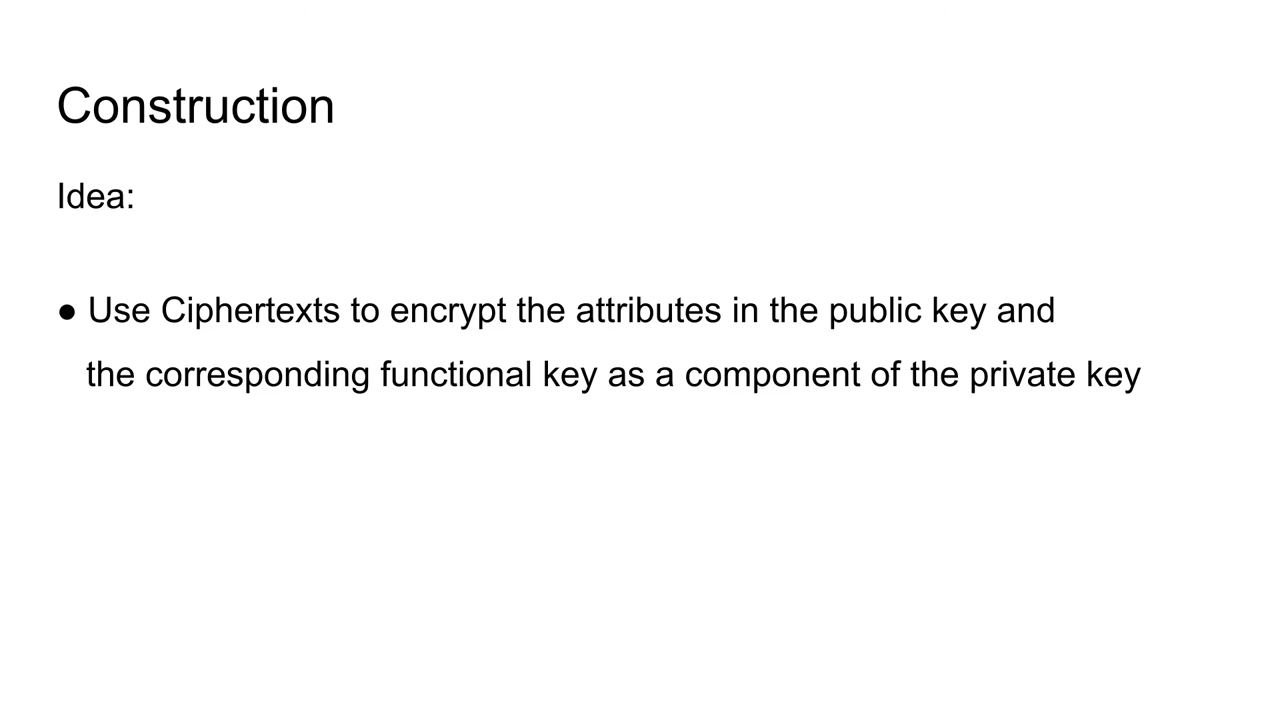 Construction
Idea:
● Use Ciphertexts to encrypt the attributes in the public key and
the corresponding functional key as a component of the private key